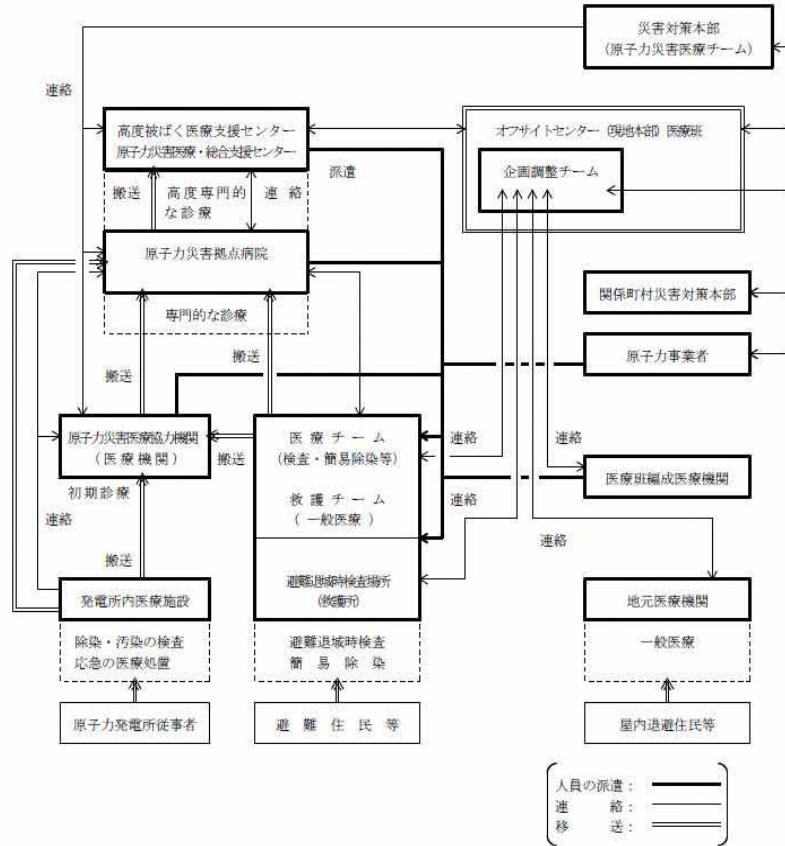 災害対策本部
(原子力災害医療チーム)
連絡
高度被ばく医療支援センター
原子力災害医療・総合支援センター
オフサイトセンター(現地本部)医療班
企画調整チーム
派遣
搬送
高度専門的
な診療
連絡
原子力災害拠点病院
専門的な診療
関係町村災害対策本部
原子力事業者
搬送
搬送
原子力災害医療協力機関
(医療機関)
搬送
医療チーム
(検査・簡易除染等)
救護チーム
(一般医療)
連絡
連絡
連絡
医療班編成医療機関
初期診療
連絡
搬送
避難退域時検査場所
(救護所)
連絡
発電所内医療施設
地元医療機関
除染・汚染の検査
応急の医療処置
避難退域時検査
簡易除染
一般医療
原子力発電所従事者
避難住民等
屋内退避住民等
人員の派遣:
連絡:
移送: